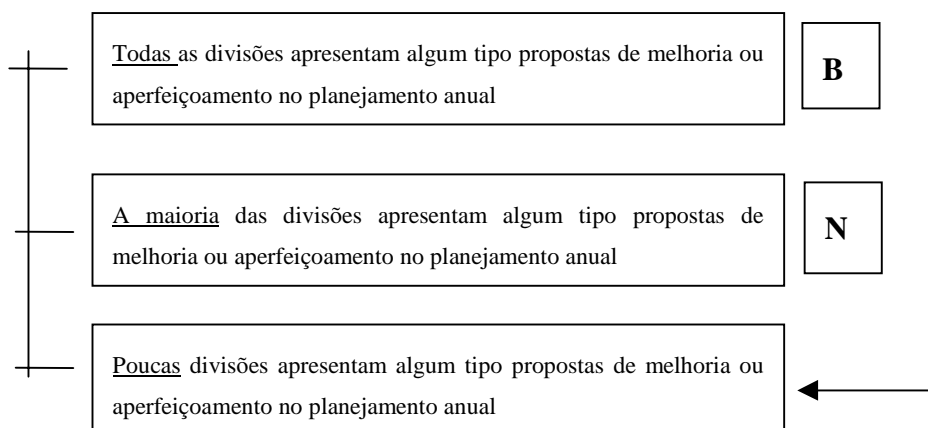 Todas as divisões apresentam algum tipo propostas de melhoria ou
aperfeiçoamento no planejamento anual
B
A maioria das divisões apresentam algum tipo propostas de
melhoria ou aperfeiçoamento no planejamento anual
N
Poucas divisões apresentam algum tipo propostas de melhoria ou
aperfeiçoamento no planejamento anual